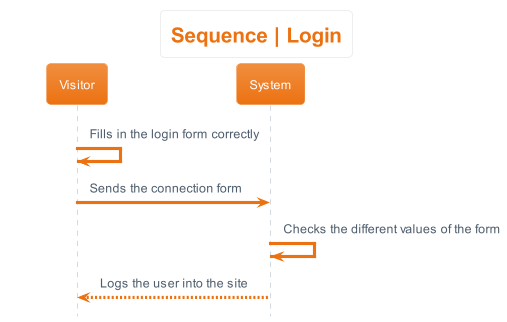 Sequence | Login
Visitor
System
Fills in the login form correctly
Sends the connection form
Checks the different values of the form
Logs the user into the site